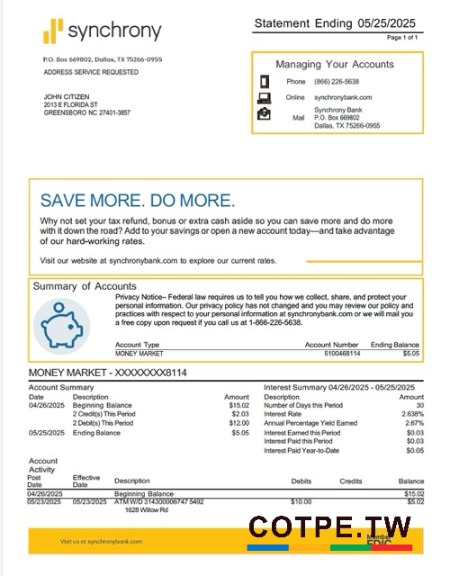 synchrony
Statement Ending 05/25/2025
Page 1 of 1
P.O. Box 669802, Dallas, TX 75266-0955
ADDRESS SERVICE REQUESTED
JOHN CITIZEN
2013 E FLORIDA ST
GREENSBORO NC 27401-3857
Managing Your Accounts
Phone (866) 226-5638
Online synchronybank.com
Mail Synchrony Bank
P.O. Box 669802
Dallas, TX 75266-0955
SAVE MORE. DO MORE.
Why not set your tax refund, bonus or extra cash aside so you can save more and do more
with it down the road? Add to your savings or open a new account today—and take advantage
of our hard-working rates.
Visit our website at synchronybank.com to explore our current rates.
Summary of Accounts
Privacy Notice– Federal law requires us to tell you how we collect, share, and protect your
personal information. Our privacy policy has not changed and you may review our policy and
practices with respect to your personal information at synchronybank.com or we will mail you
a free copy upon request if you call us at 1-866-226-5638.
Account Type Account Number Ending Balance
MONEY MARKET 5100468114 $5.05
MONEY MARKET - XXXXXXXX8114
Account Summary
Date Description Amount
04/26/2025 Beginning Balance $15.02
2 Credit(s) This Period $2.03
2 Debit(s) This Period $12.00
05/25/2025 Ending Balance $5.05
Interest Summary 04/26/2025 - 05/25/2025
Description Amount
Number of Days this Period 30
Interest Rate 2.638%
Annual Percentage Yield Earned 2.67%
Interest Earned this Period $0.03
Interest Paid this Period $0.03
Interest Paid Year-to-Date $0.05
Account
Activity
Post Date Effective Date Description Debits Credits Balance
04/26/2025 Beginning Balance $15.02
05/23/2025 05/23/2025 ATM W/D 314300006747 5492 $10.00 $5.02
1628 Willow Rd
Visit us at synchronybank.com
Member
FDIC
COTPE.TW